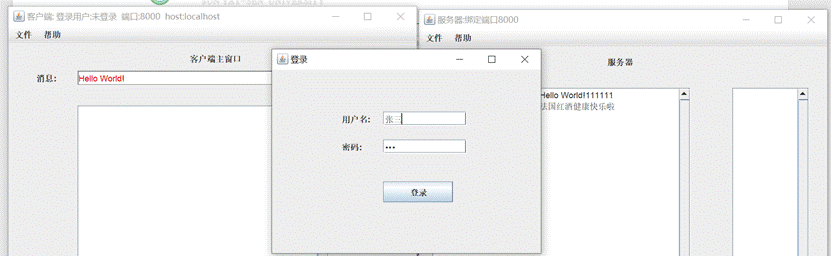 客户端: 登录用户:未登录 端口:8000 host:localhost
文件 帮助
客户端主窗口
消息:
Hello World!
登录
用户名:
张三
密码:
•••
登录
服务器:绑定端口8000
文件 帮助
服务器
Hello World!111111
法国红酒健康快乐啦